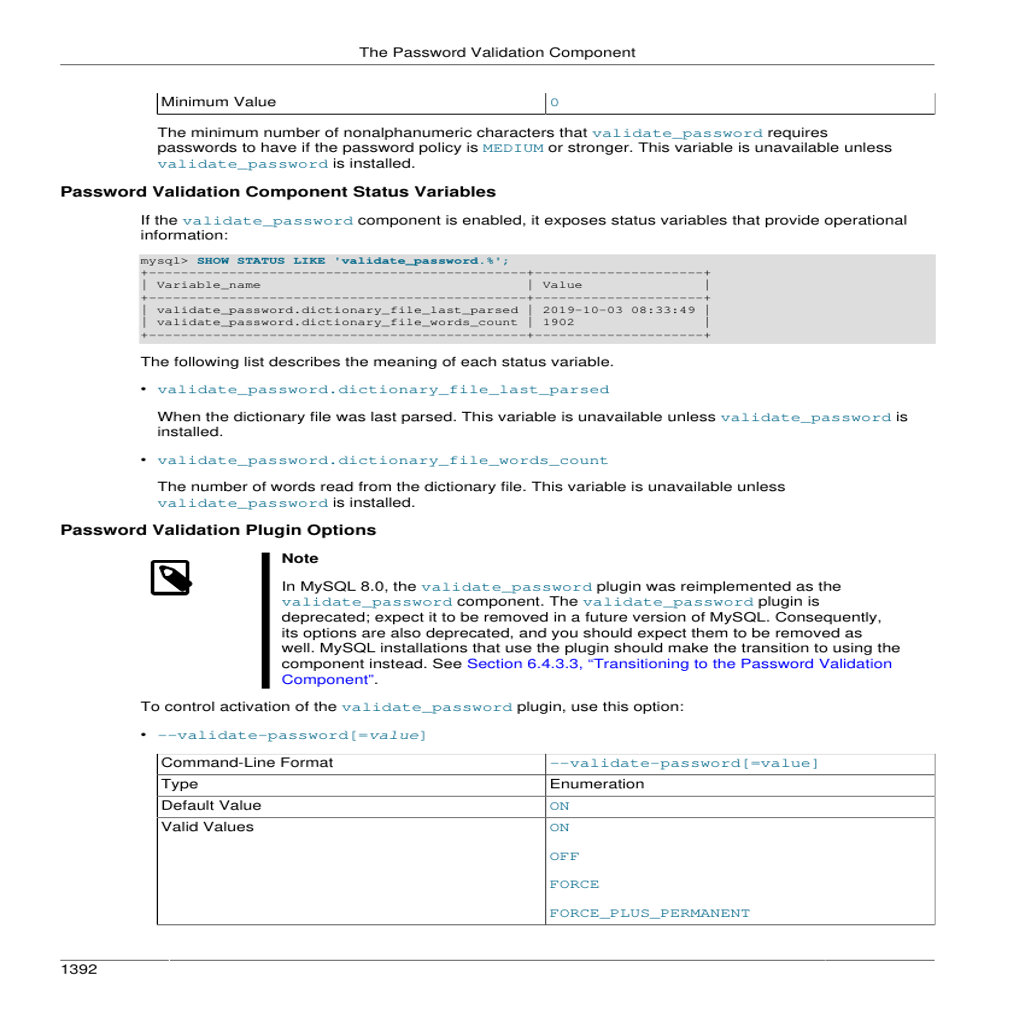 The Password Validation Component
Minimum Value 0
The minimum number of nonalphanumeric characters that validate_password requires
passwords to have if the password policy is MEDIUM or stronger. This variable is unavailable unless
validate_password is installed.
Password Validation Component Status Variables
If the validate_password component is enabled, it exposes status variables that provide operational
information:
mysql> SHOW STATUS LIKE 'validate_password.%';
+-----------------------------------------------+---------------------+
| Variable_name                                 | Value               |
+-----------------------------------------------+---------------------+
| validate_password.dictionary_file_last_parsed | 2019-10-03 08:33:49 |
| validate_password.dictionary_file_words_count | 1902                |
+-----------------------------------------------+---------------------+
The following list describes the meaning of each status variable.
• validate_password.dictionary_file_last_parsed
When the dictionary file was last parsed. This variable is unavailable unless validate_password is
installed.
• validate_password.dictionary_file_words_count
The number of words read from the dictionary file. This variable is unavailable unless
validate_password is installed.
Password Validation Plugin Options
Note
In MySQL 8.0, the validate_password plugin was reimplemented as the
validate_password component. The validate_password plugin is
deprecated; expect it to be removed in a future version of MySQL. Consequently,
its options are also deprecated, and you should expect them to be removed as
well. MySQL installations that use the plugin should make the transition to using the
component instead. See Section 6.4.3.3, “Transitioning to the Password Validation
Component”.
To control activation of the validate_password plugin, use this option:
• --validate-password[=value]
Command-Line Format --validate-password[=value]
Type Enumeration
Default Value ON
Valid Values ON
OFF
FORCE
FORCE_PLUS_PERMANENT
1392